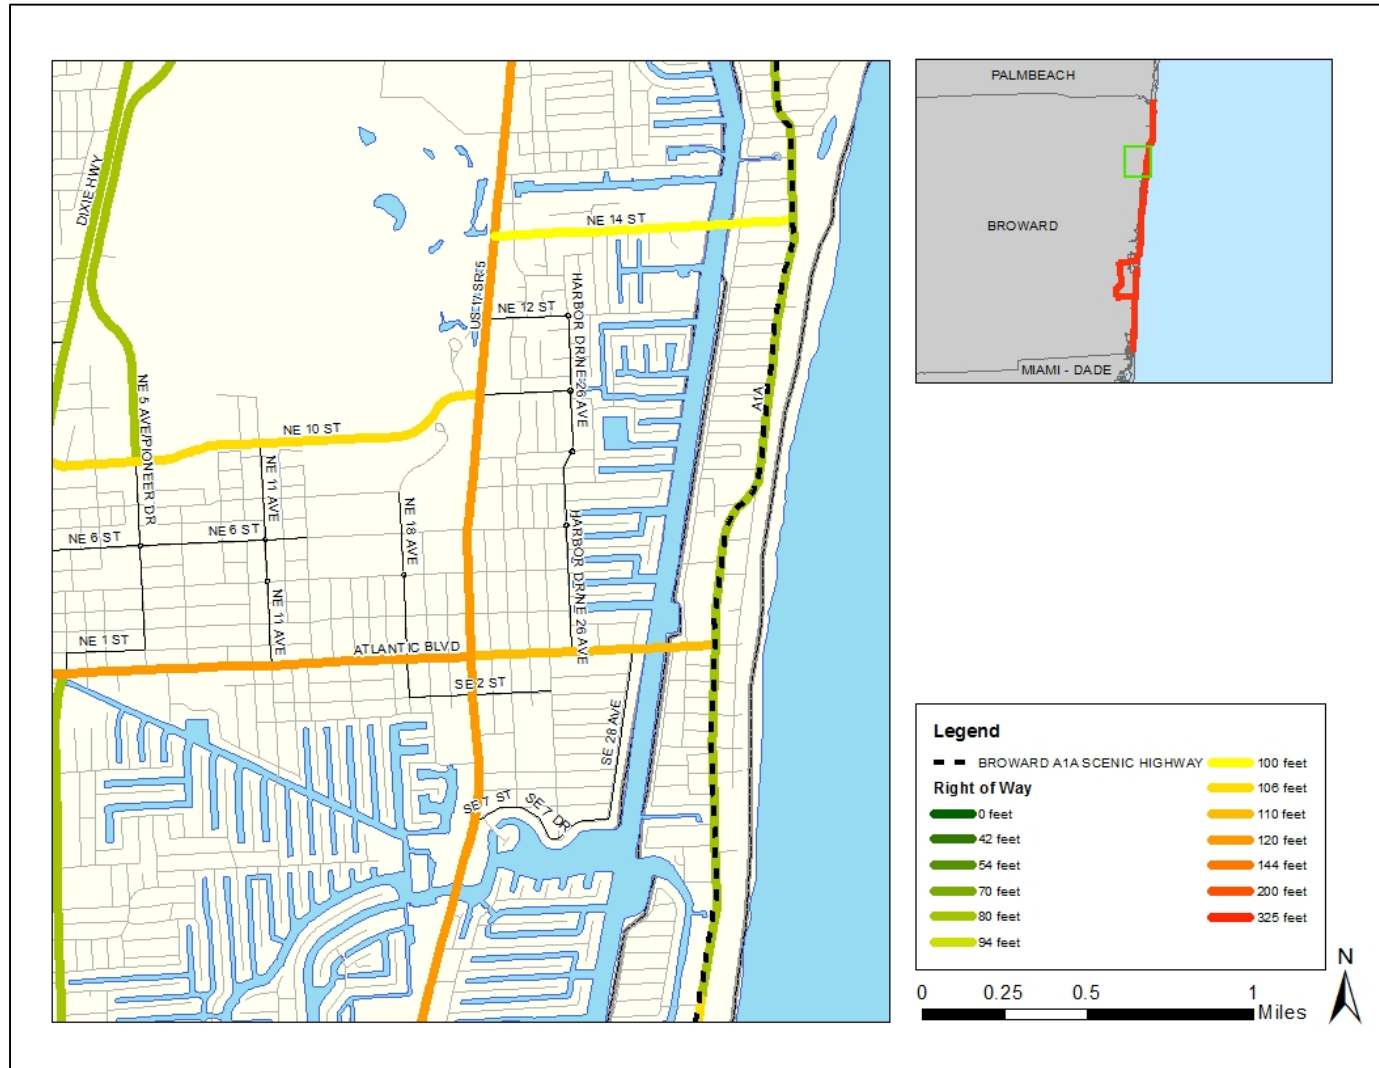 DIXIE HWY
NE 14 ST
US 17 SR 5
NE 12 ST
HARBOR DR/NE 26 AVE
A1A
NE 5 AVE/PIONEER DR
NE 10 ST
NE 11 AVE
NE 18 AVE
NE 6 ST
NE 6 ST
HARBOR DR/NE 26 AVE
NE 11 AVE
NE 1 ST
ATLANTIC BLVD
SE 2 ST
SE 28 AVE
SE 7 ST
SE 7 DR
PALMBEACH
BROWARD
MIAMI - DADE
Legend
BROWARD A1A SCENIC HIGHWAY
Right of Way
0 feet
42 feet
54 feet
70 feet
80 feet
94 feet
100 feet
106 feet
110 feet
120 feet
144 feet
200 feet
325 feet
N
0 0.25 0.5 1
Miles